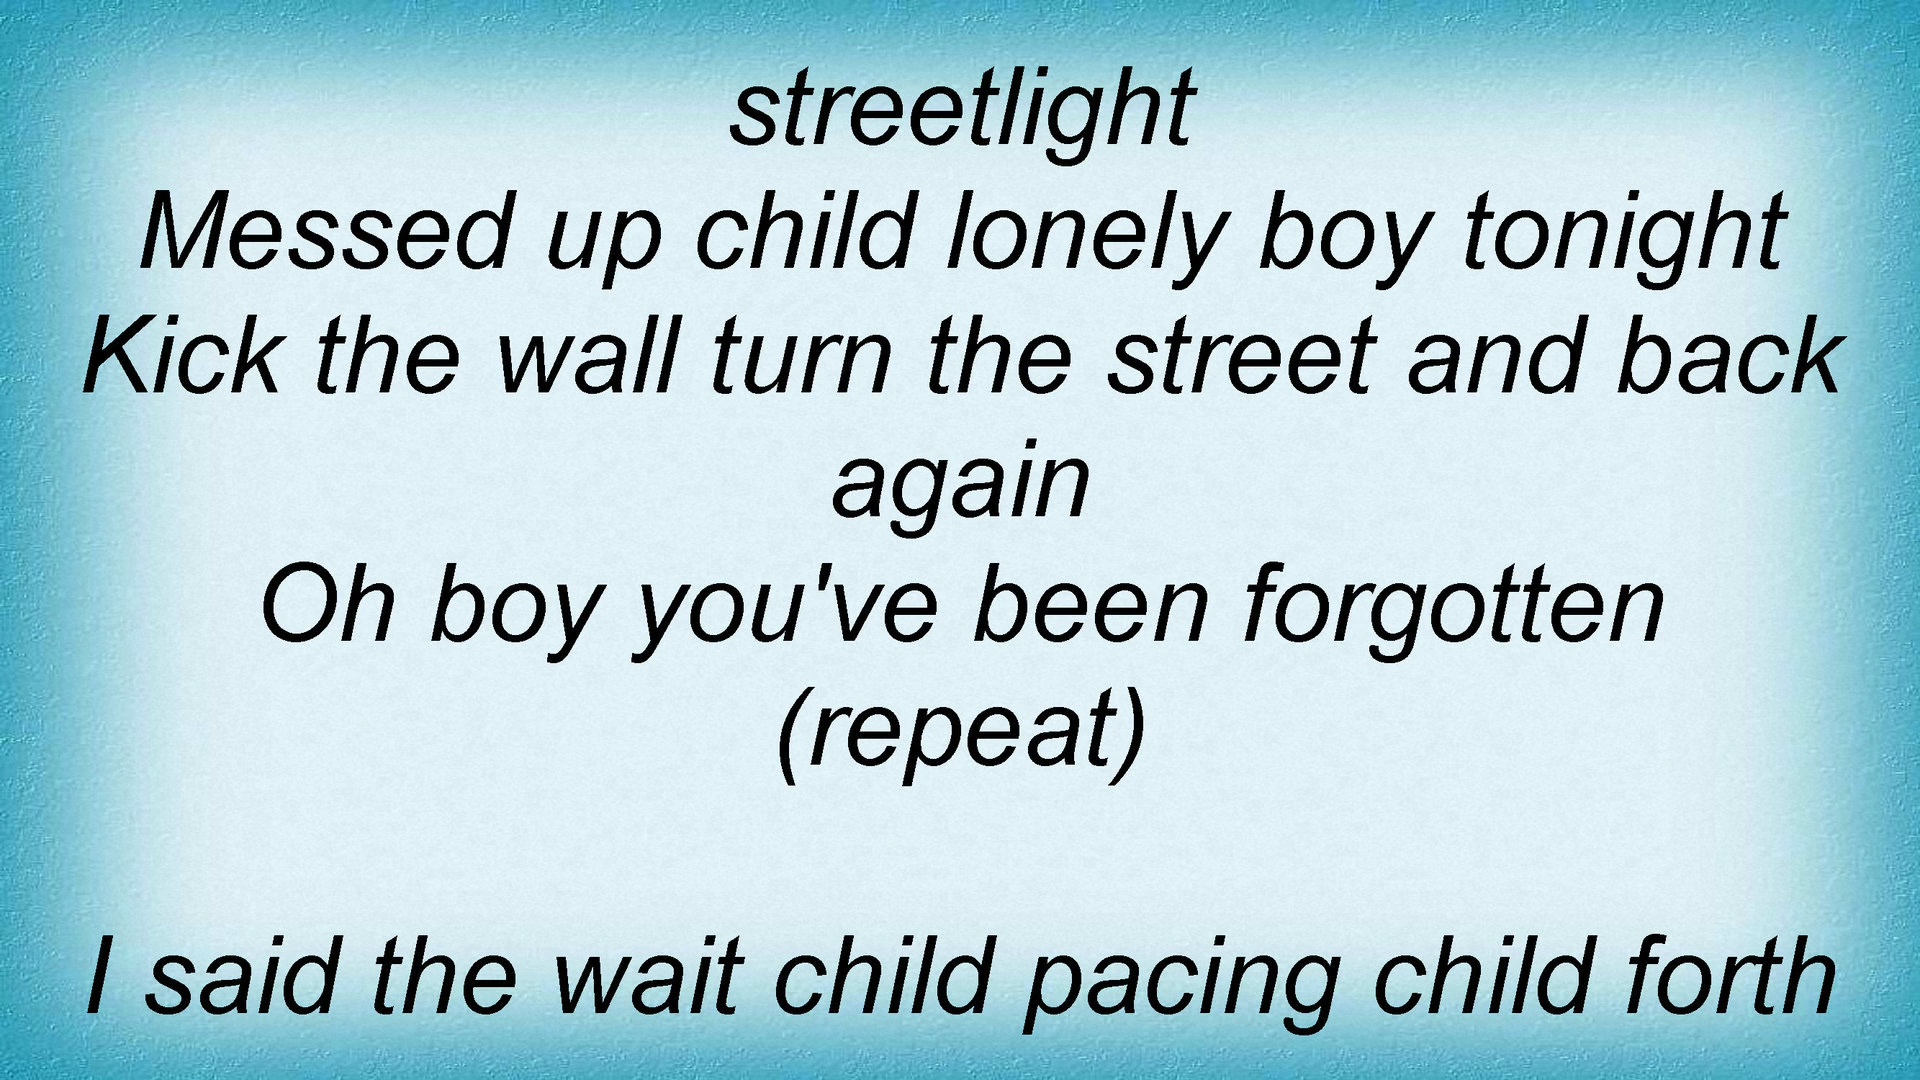 streetlight
Messed up child lonely boy tonight
Kick the wall turn the street and back
again
Oh boy you've been forgotten
(repeat)
I said the wait child pacing child forth